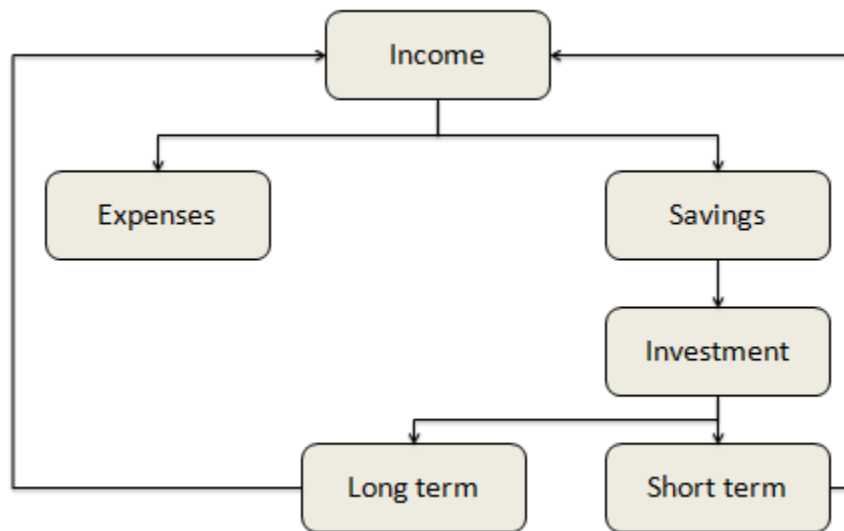 Income
Expenses
Savings
Investment
Long term
Short term